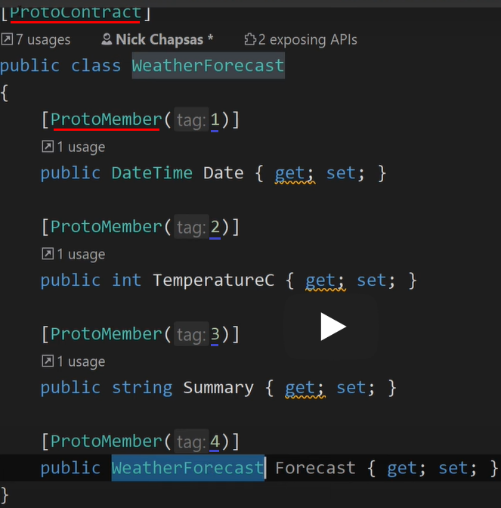 [ProtoContract]
7 usages Nick Chapsas * 2 exposing APIs
public class WeatherForecast
{
[ProtoMember( tag: 1)]
1 usage
public DateTime Date { get; set; }
[ProtoMember( tag: 2)]
1 usage
public int TemperatureC { get; set; }
[ProtoMember( tag: 3)]
1 usage
public string Summary { get; set; }
[ProtoMember( tag: 4)]
public WeatherForecast Forecast { get; set; }
}